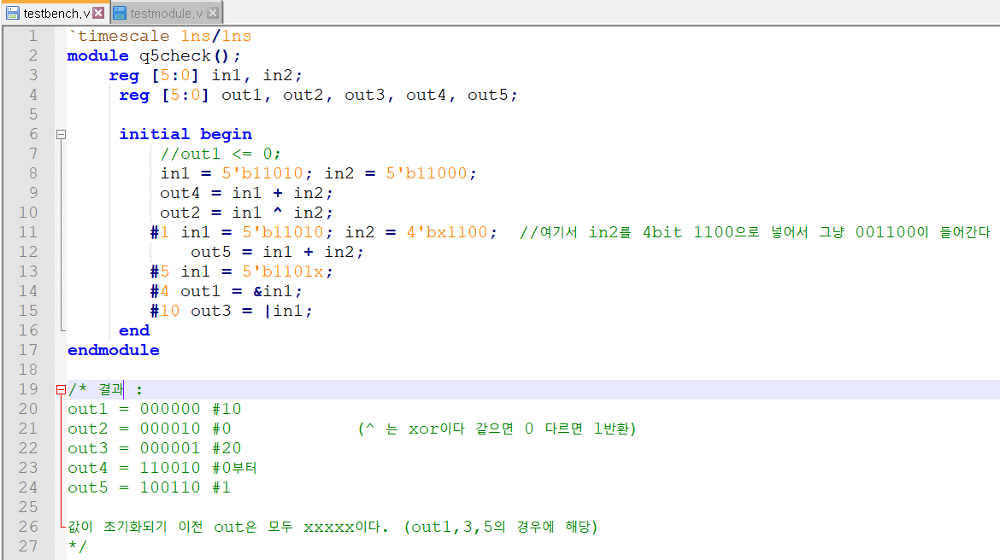 testbench.v testmodule.v
1 `timescale 1ns/1ns
2 module q5check();
3 reg [5:0] in1, in2;
4 reg [5:0] out1, out2, out3, out4, out5;
5
6 initial begin
7 //out1 <= 0;
8 in1 = 5'b11010; in2 = 5'b11000;
9 out4 = in1 + in2;
10 out2 = in1 ^ in2;
11 #1 in1 = 5'b11010; in2 = 4'bx1100; //여기서 in2를 4bit 1100으로 넣어서 그냥 001100이 들어간다
12 out5 = in1 + in2;
13 #5 in1 = 5'b1101x;
14 #4 out1 = &in1;
15 #10 out3 = |in1;
16 end
17 endmodule
18
19 /* 결과 :
20 out1 = 000000 #10
21 out2 = 000010 #0 (^ 는 xor이다 같으면 0 다르면 1반환)
22 out3 = 000001 #20
23 out4 = 110010 #0부터
24 out5 = 100110 #1
25
26 값이 초기화되기 이전 out은 모두 xxxxx이다. (out1,3,5의 경우에 해당)
27 */